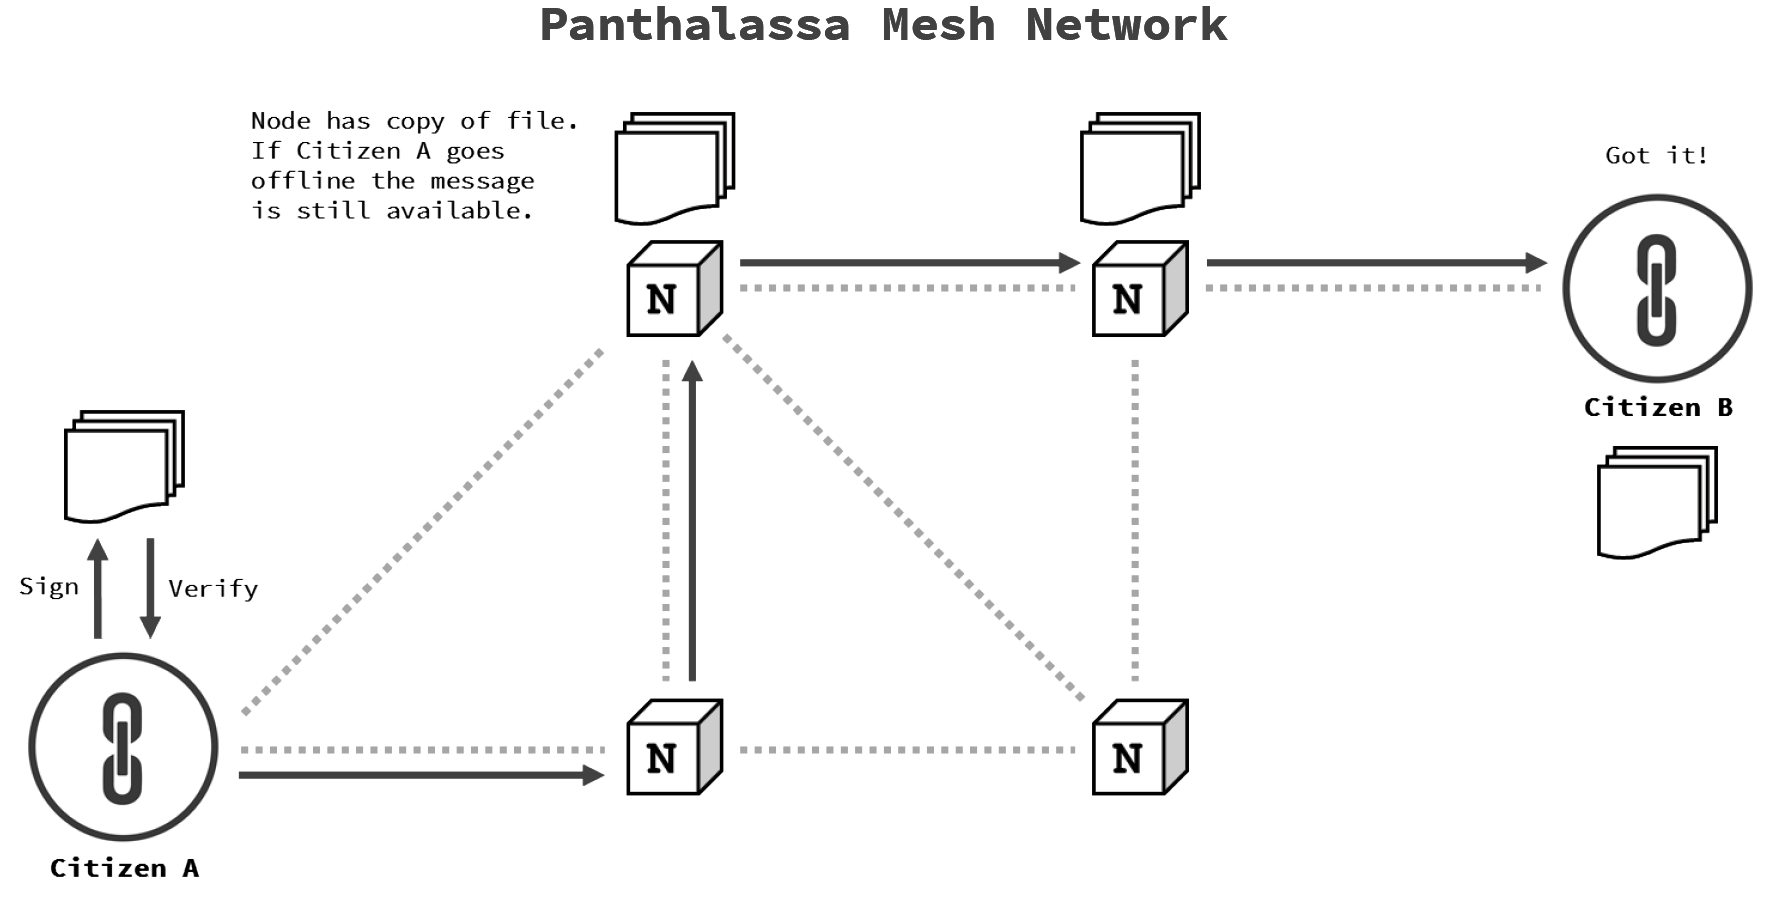 Panthalassa Mesh Network
Node has copy of file.
If Citizen A goes
offline the message
is still available.
Got it!
N
N
Citizen B
Sign
Verify
N
N
Citizen A